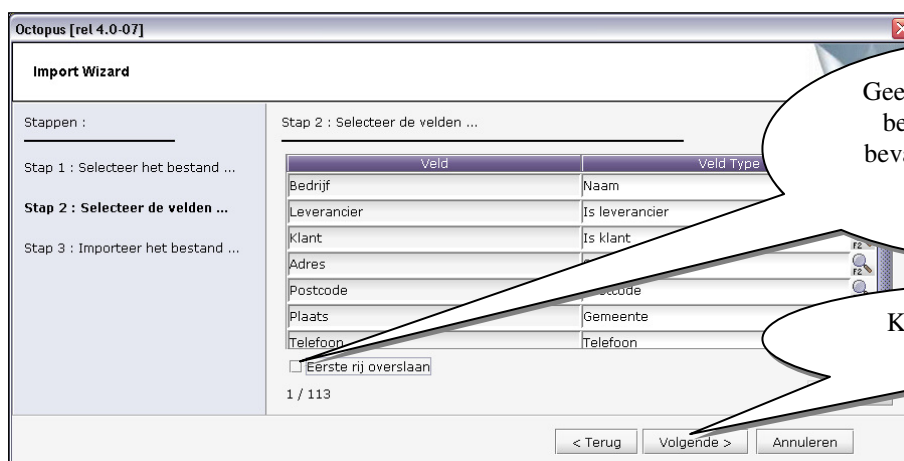 Octopus [rel 4.0-07]
Import Wizard
Stappen :
Stap 1 : Selecteer het bestand ...
Stap 2 : Selecteer de velden ...
Stap 3 : Importeer het bestand ...
Stap 2 : Selecteer de velden ...
Veld Veld Type
Bedrijf Naam
Leverancier Is leverancier
Klant Is klant
Adres
Postcode
Plaats Gemeente
Telefoon Telefoon
Eerste rij overslaan
1 / 113
< Terug Volgende > Annuleren
F2
F2